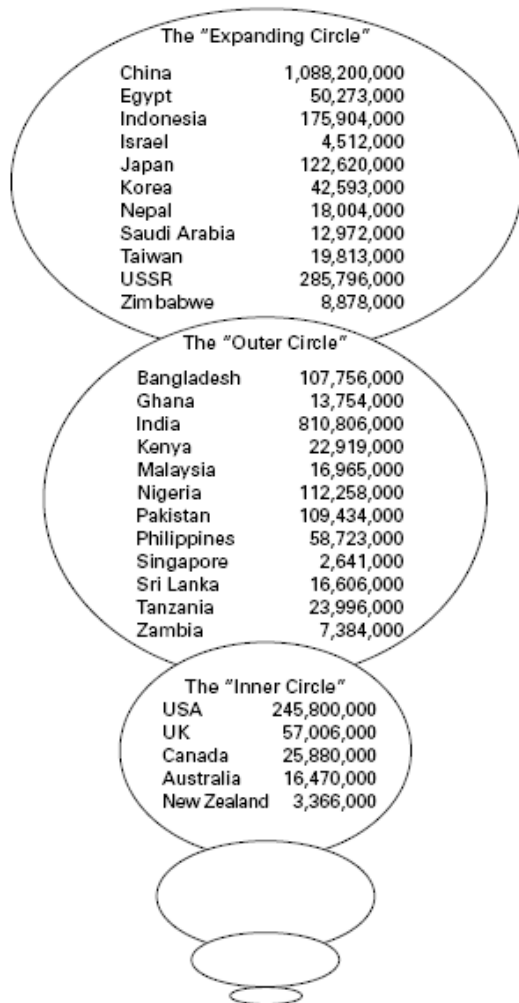 The "Expanding Circle"
China 1,088,200,000
Egypt 50,273,000
Indonesia 175,904,000
Israel 4,512,000
Japan 122,620,000
Korea 42,593,000
Nepal 18,004,000
Saudi Arabia 12,972,000
Taiwan 19,813,000
USSR 285,796,000
Zimbabwe 8,878,000
The "Outer Circle"
Bangladesh 107,756,000
Ghana 13,754,000
India 810,806,000
Kenya 22,919,000
Malaysia 16,965,000
Nigeria 112,258,000
Pakistan 109,434,000
Philippines 58,723,000
Singapore 2,641,000
Sri Lanka 16,606,000
Tanzania 23,996,000
Zambia 7,384,000
The "Inner Circle"
USA 245,800,000
UK 57,006,000
Canada 25,880,000
Australia 16,470,000
New Zealand 3,366,000